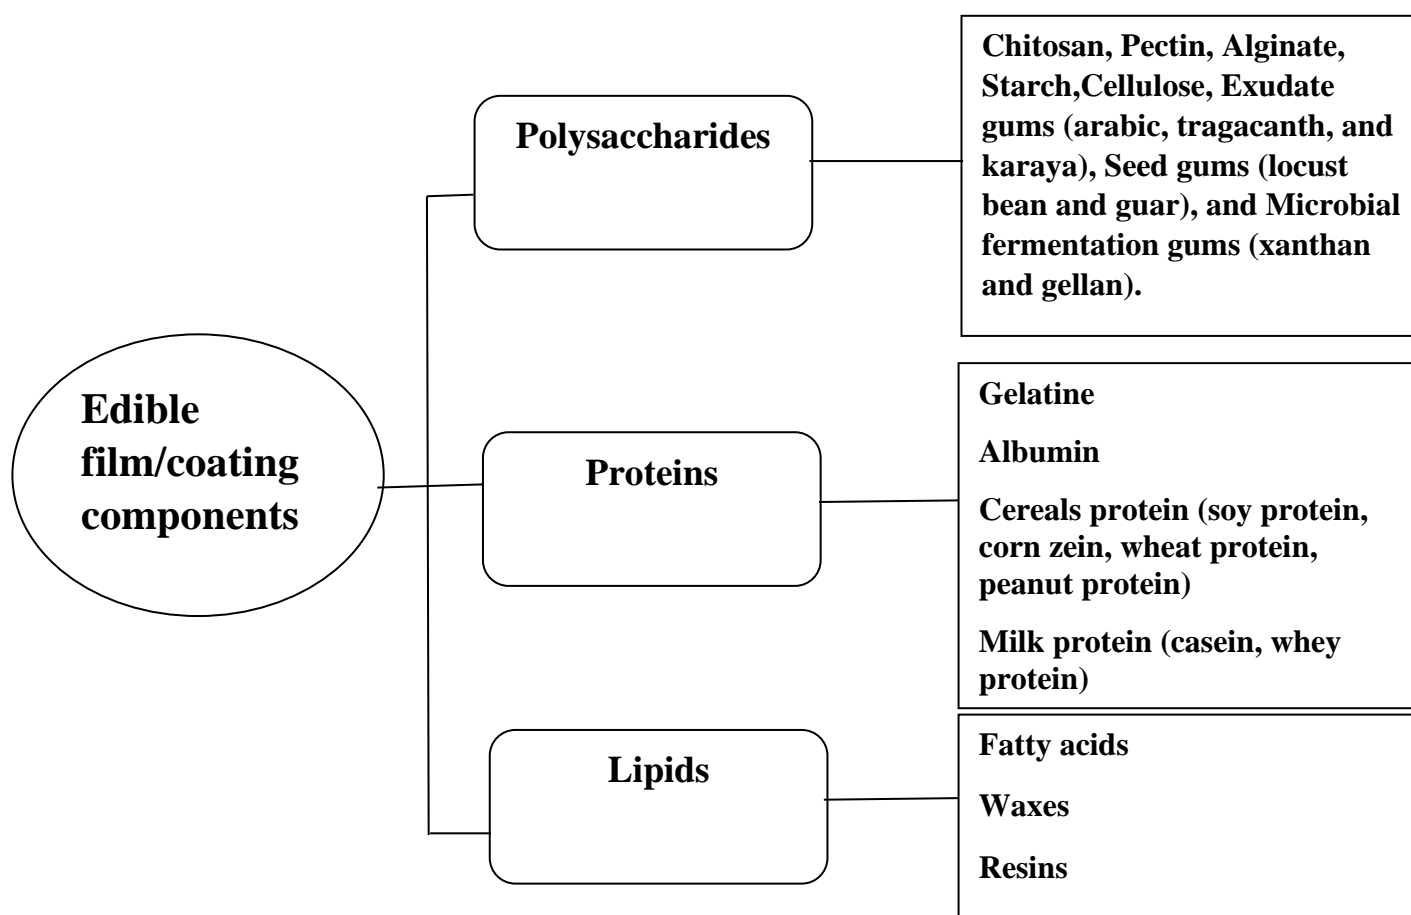 Edible
film/coating
components
Polysaccharides
Chitosan, Pectin, Alginate,
Starch,Cellulose, Exudate
gums (arabic, tragacanth, and
karaya), Seed gums (locust
bean and guar), and Microbial
fermentation gums (xanthan
and gellan).
Proteins
Gelatine
Albumin
Cereals protein (soy protein,
corn zein, wheat protein,
peanut protein)
Milk protein (casein, whey
protein)
Lipids
Fatty acids
Waxes
Resins